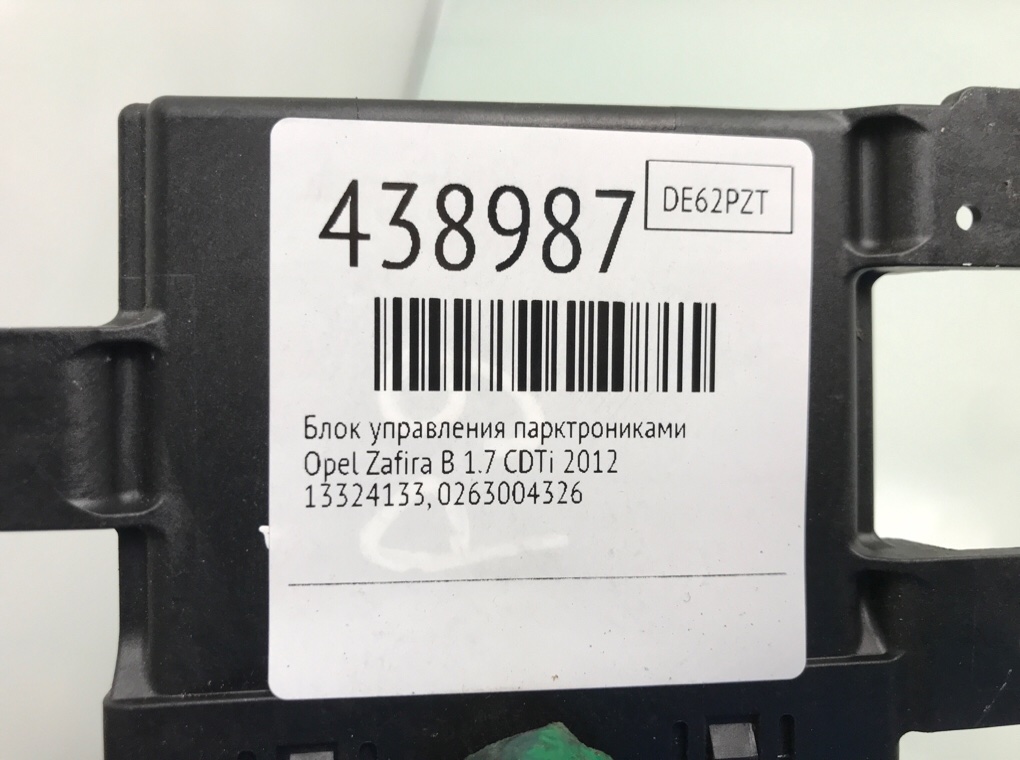 438987
DE62PZT
Блок управления парктрониками
Opel Zafira B 1.7 CDTi 2012
13324133, 0263004326